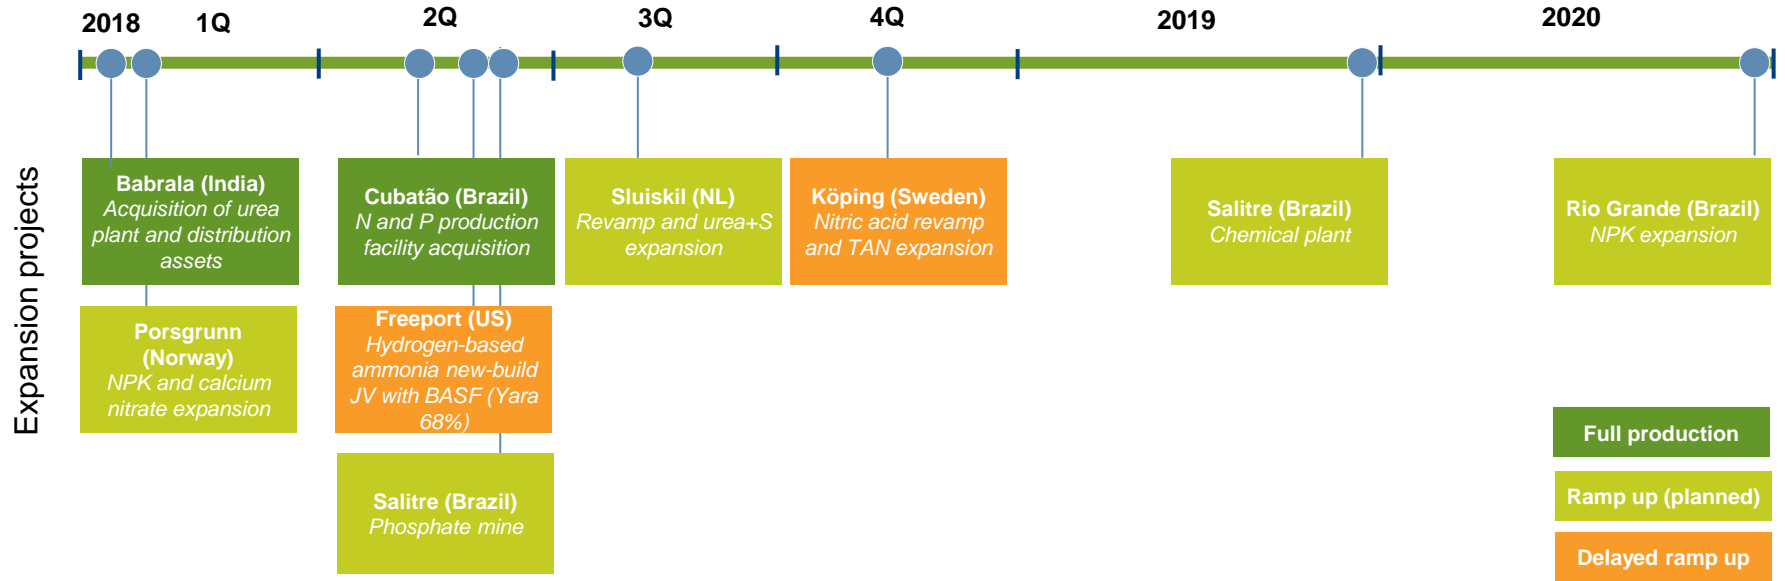 2018
1Q
2Q
3Q
4Q
2019
2020
Expansion projects
Babrala (India)
Acquisition of urea
plant and distribution
assets
Cubatão (Brazil)
N and P production
facility acquisition
Sluiskil (NL)
Revamp and urea+S
expansion
Köping (Sweden)
Nitric acid revamp
and TAN expansion
Salitre (Brazil)
Chemical plant
Rio Grande (Brazil)
NPK expansion
Porsgrunn
(Norway)
NPK and calcium
nitrate expansion
Freeport (US)
Hydrogen-based
ammonia new-build
JV with BASF (Yara
68%)
Salitre (Brazil)
Phosphate mine
Full production
Ramp up (planned)
Delayed ramp up